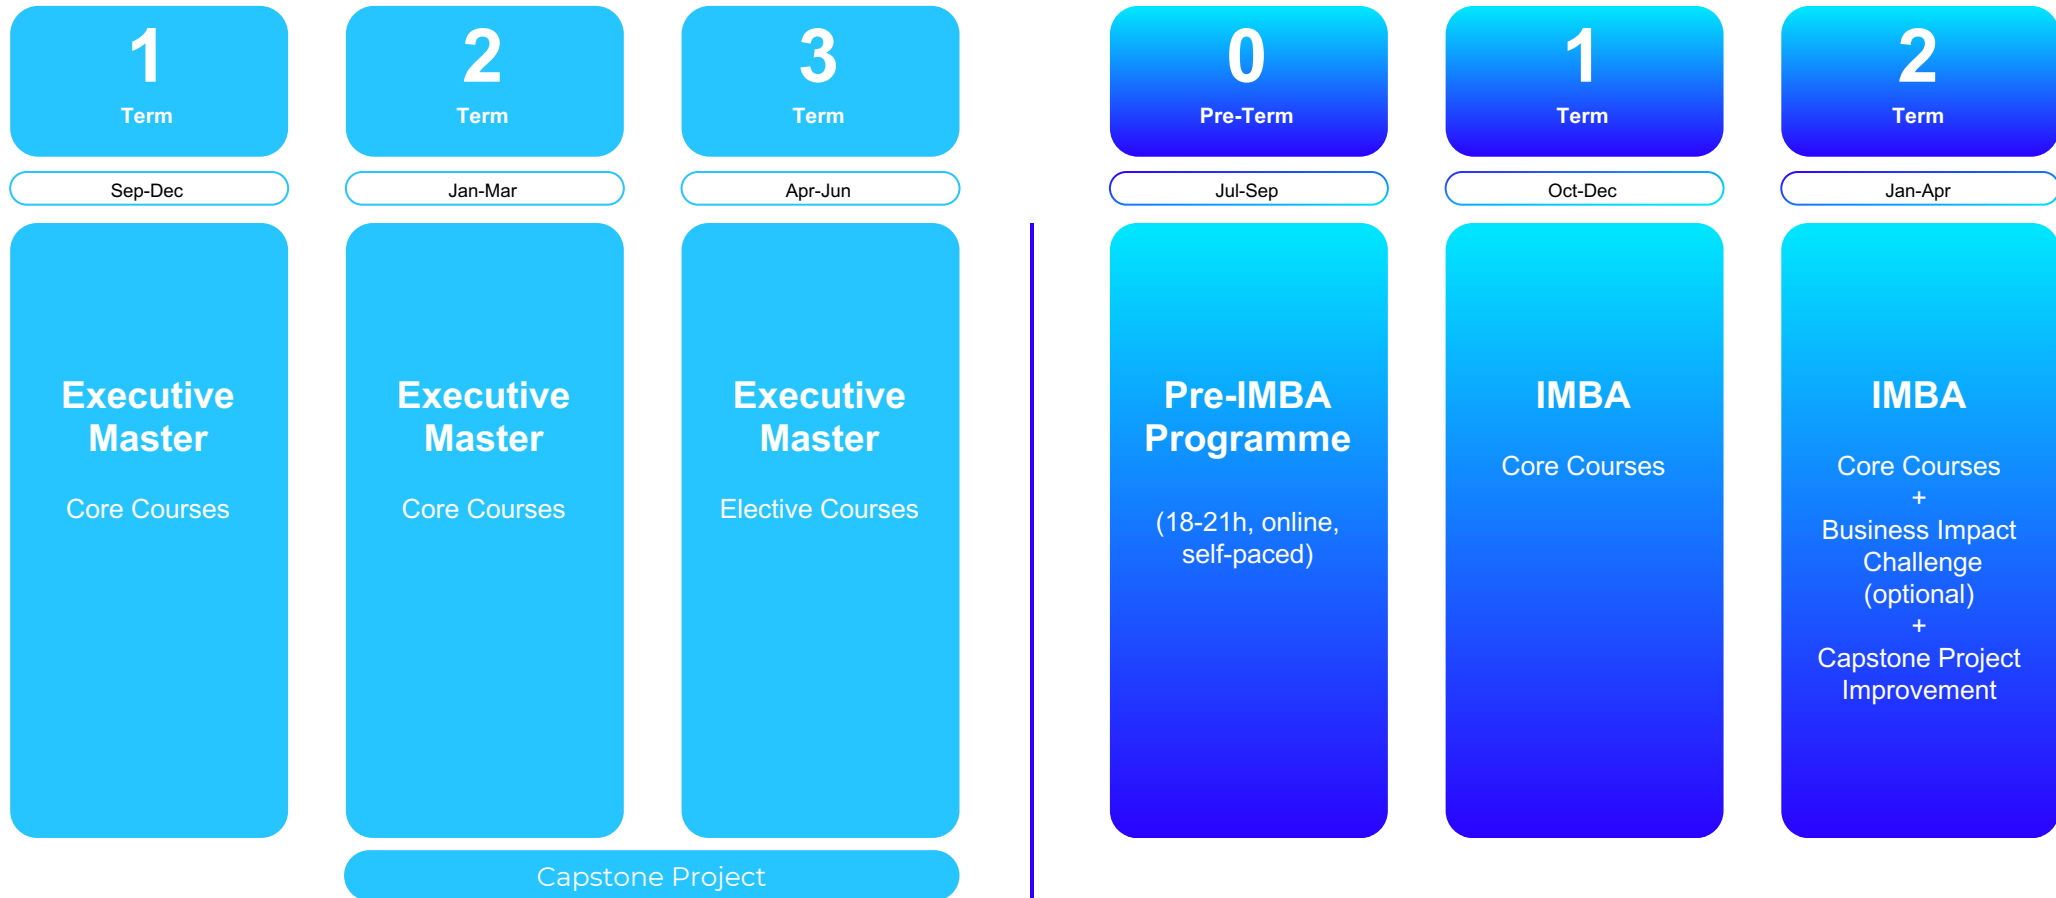 1
Term
2
Term
3
Term
0
Pre-Term
1
Term
2
Term
Sep-Dec
Jan-Mar
Apr-Jun
Jul-Sep
Oct-Dec
Jan-Apr
Executive
Master
Core Courses
Executive
Master
Core Courses
Executive
Master
Elective Courses
Pre-IMBA
Programme
(18-21h, online,
self-paced)
IMBA
Core Courses
IMBA
Core Courses
+
Business Impact
Challenge
(optional)
+
Capstone Project
Improvement
Capstone Project